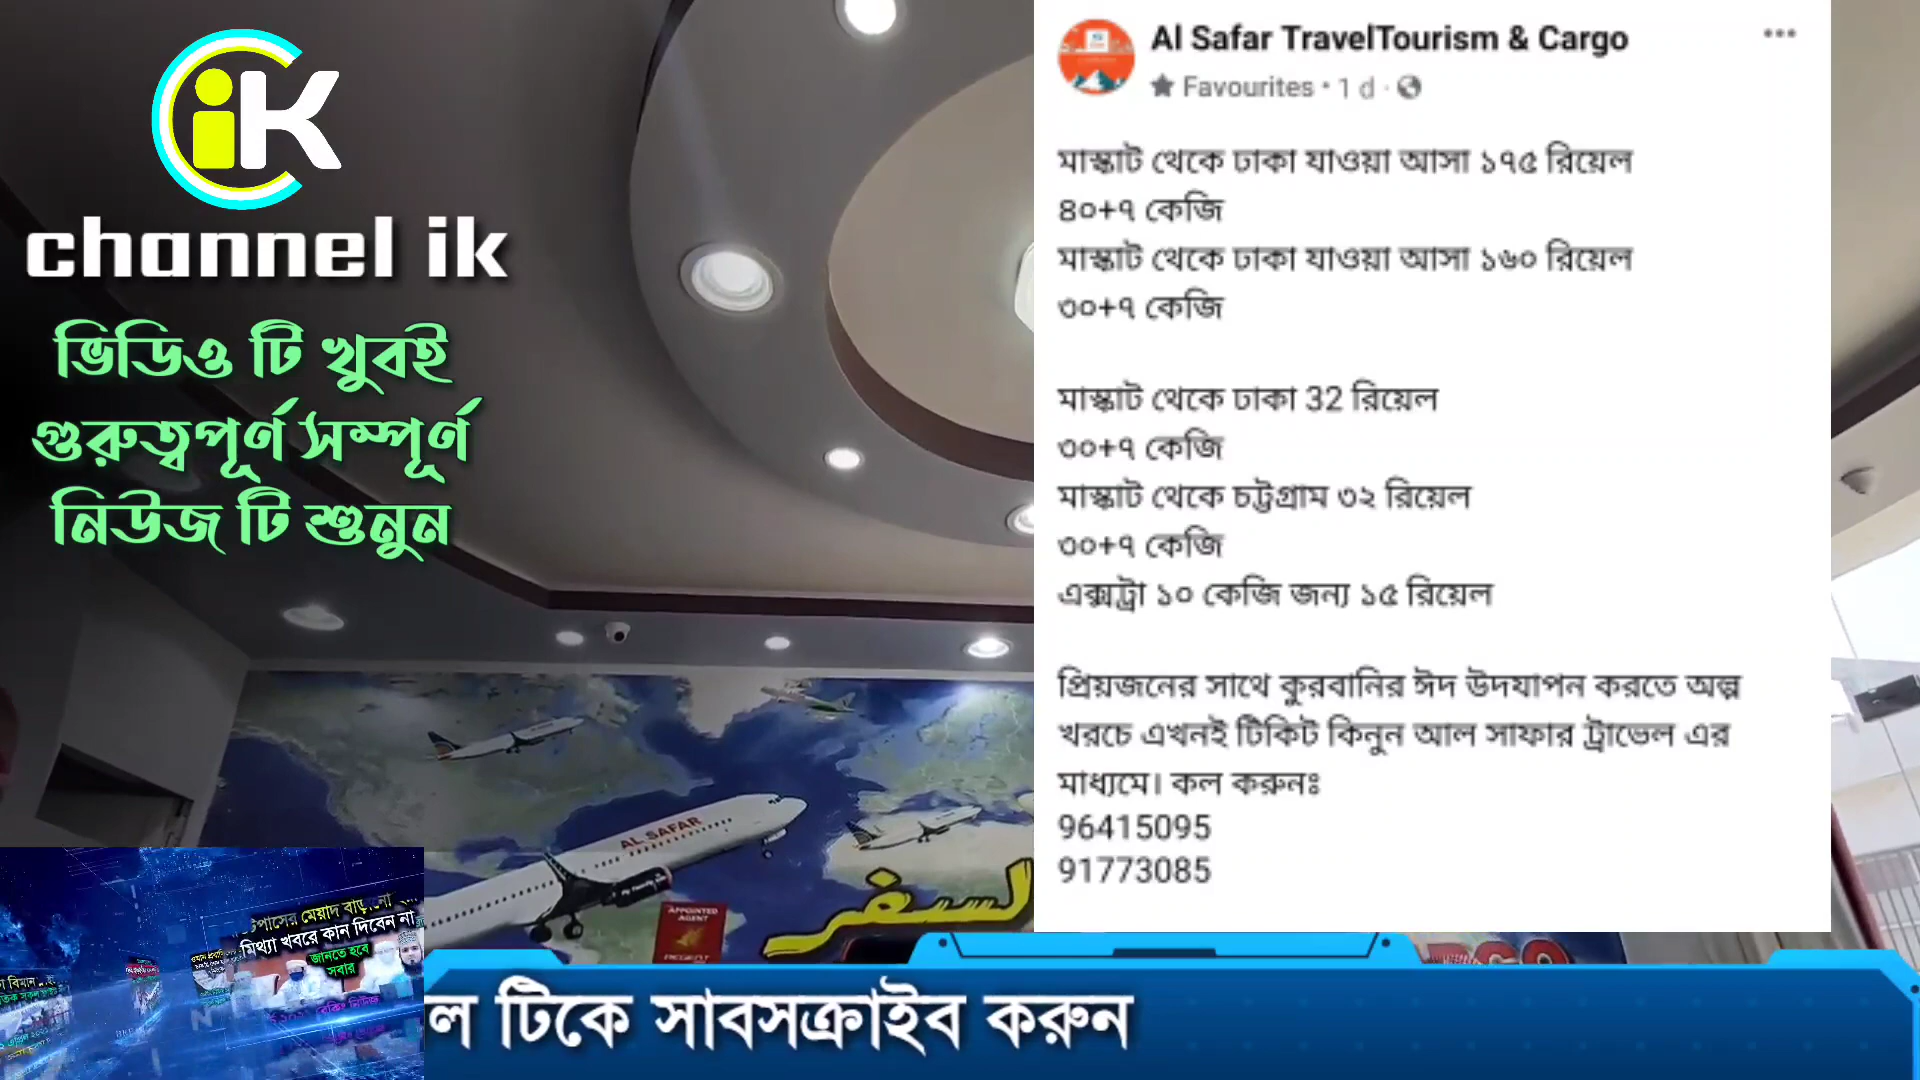 iK
channel ik
ভিডিও টি খুবই
গুরুত্বপূর্ণ সম্পূর্ণ
নিউজ টি শুনুন
Al Safar TravelTourism & Cargo
Favourites · 1 d ·
মাস্কাট থেকে ঢাকা যাওয়া আসা ১৭৫ রিয়েল
৪০+৭ কেজি
মাস্কাট থেকে ঢাকা যাওয়া আসা ১৬০ রিয়েল
৩০+৭ কেজি
মাস্কাট থেকে ঢাকা 32 রিয়েল
৩০+৭ কেজি
মাস্কাট থেকে চট্টগ্রাম ৩২ রিয়েল
৩০+৭ কেজি
এক্সট্রা ১০ কেজি জন্য ১৫ রিয়েল
প্রিয়জনের সাথে কুরবানির ঈদ উদযাপন করতে অল্প
খরচে এখনই টিকিট কিনুন আল সাফার ট্রাভেল এর
মাধ্যমে। কল করুনঃ
96415095
91773085
AL SAFAR
السفر
APPOINTED
AGENT
মেয়াদ বাড়ানো
মিথ্যা খবরে কান দিবেন না
জানতে হবে
সবার
ল টিকে সাবসক্রাইব করুন